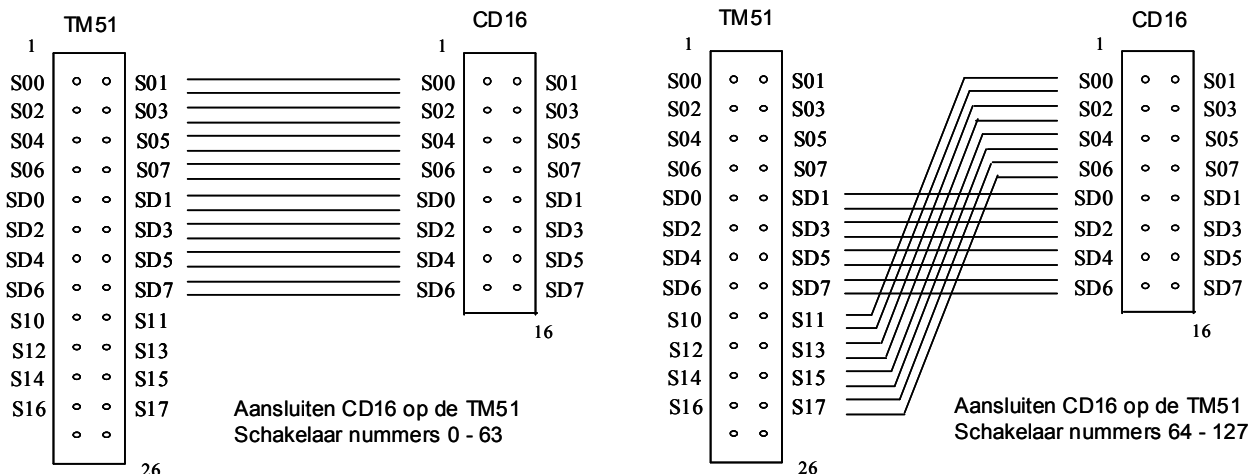 TM51
CD16
1
1
S00 S01
S00 S01
S02 S03
S02 S03
S04 S05
S04 S05
S06 S07
S06 S07
SD0 SD1
SD0 SD1
SD2 SD3
SD2 SD3
SD4 SD5
SD4 SD5
SD6 SD7
SD6 SD7
S10 S11
16
S12 S13
S14 S15
S16 S17
26
Aansluiten CD16 op de TM51
Schakelaar nummers 0 - 63
TM51
CD16
1
1
S00 S01
S00 S01
S02 S03
S02 S03
S04 S05
S04 S05
S06 S07
S06 S07
SD0 SD1
SD0 SD1
SD2 SD3
SD2 SD3
SD4 SD5
SD4 SD5
SD6 SD7
SD6 SD7
S10 S11
16
S12 S13
S14 S15
S16 S17
26
Aansluiten CD16 op de TM51
Schakelaar nummers 64 - 127